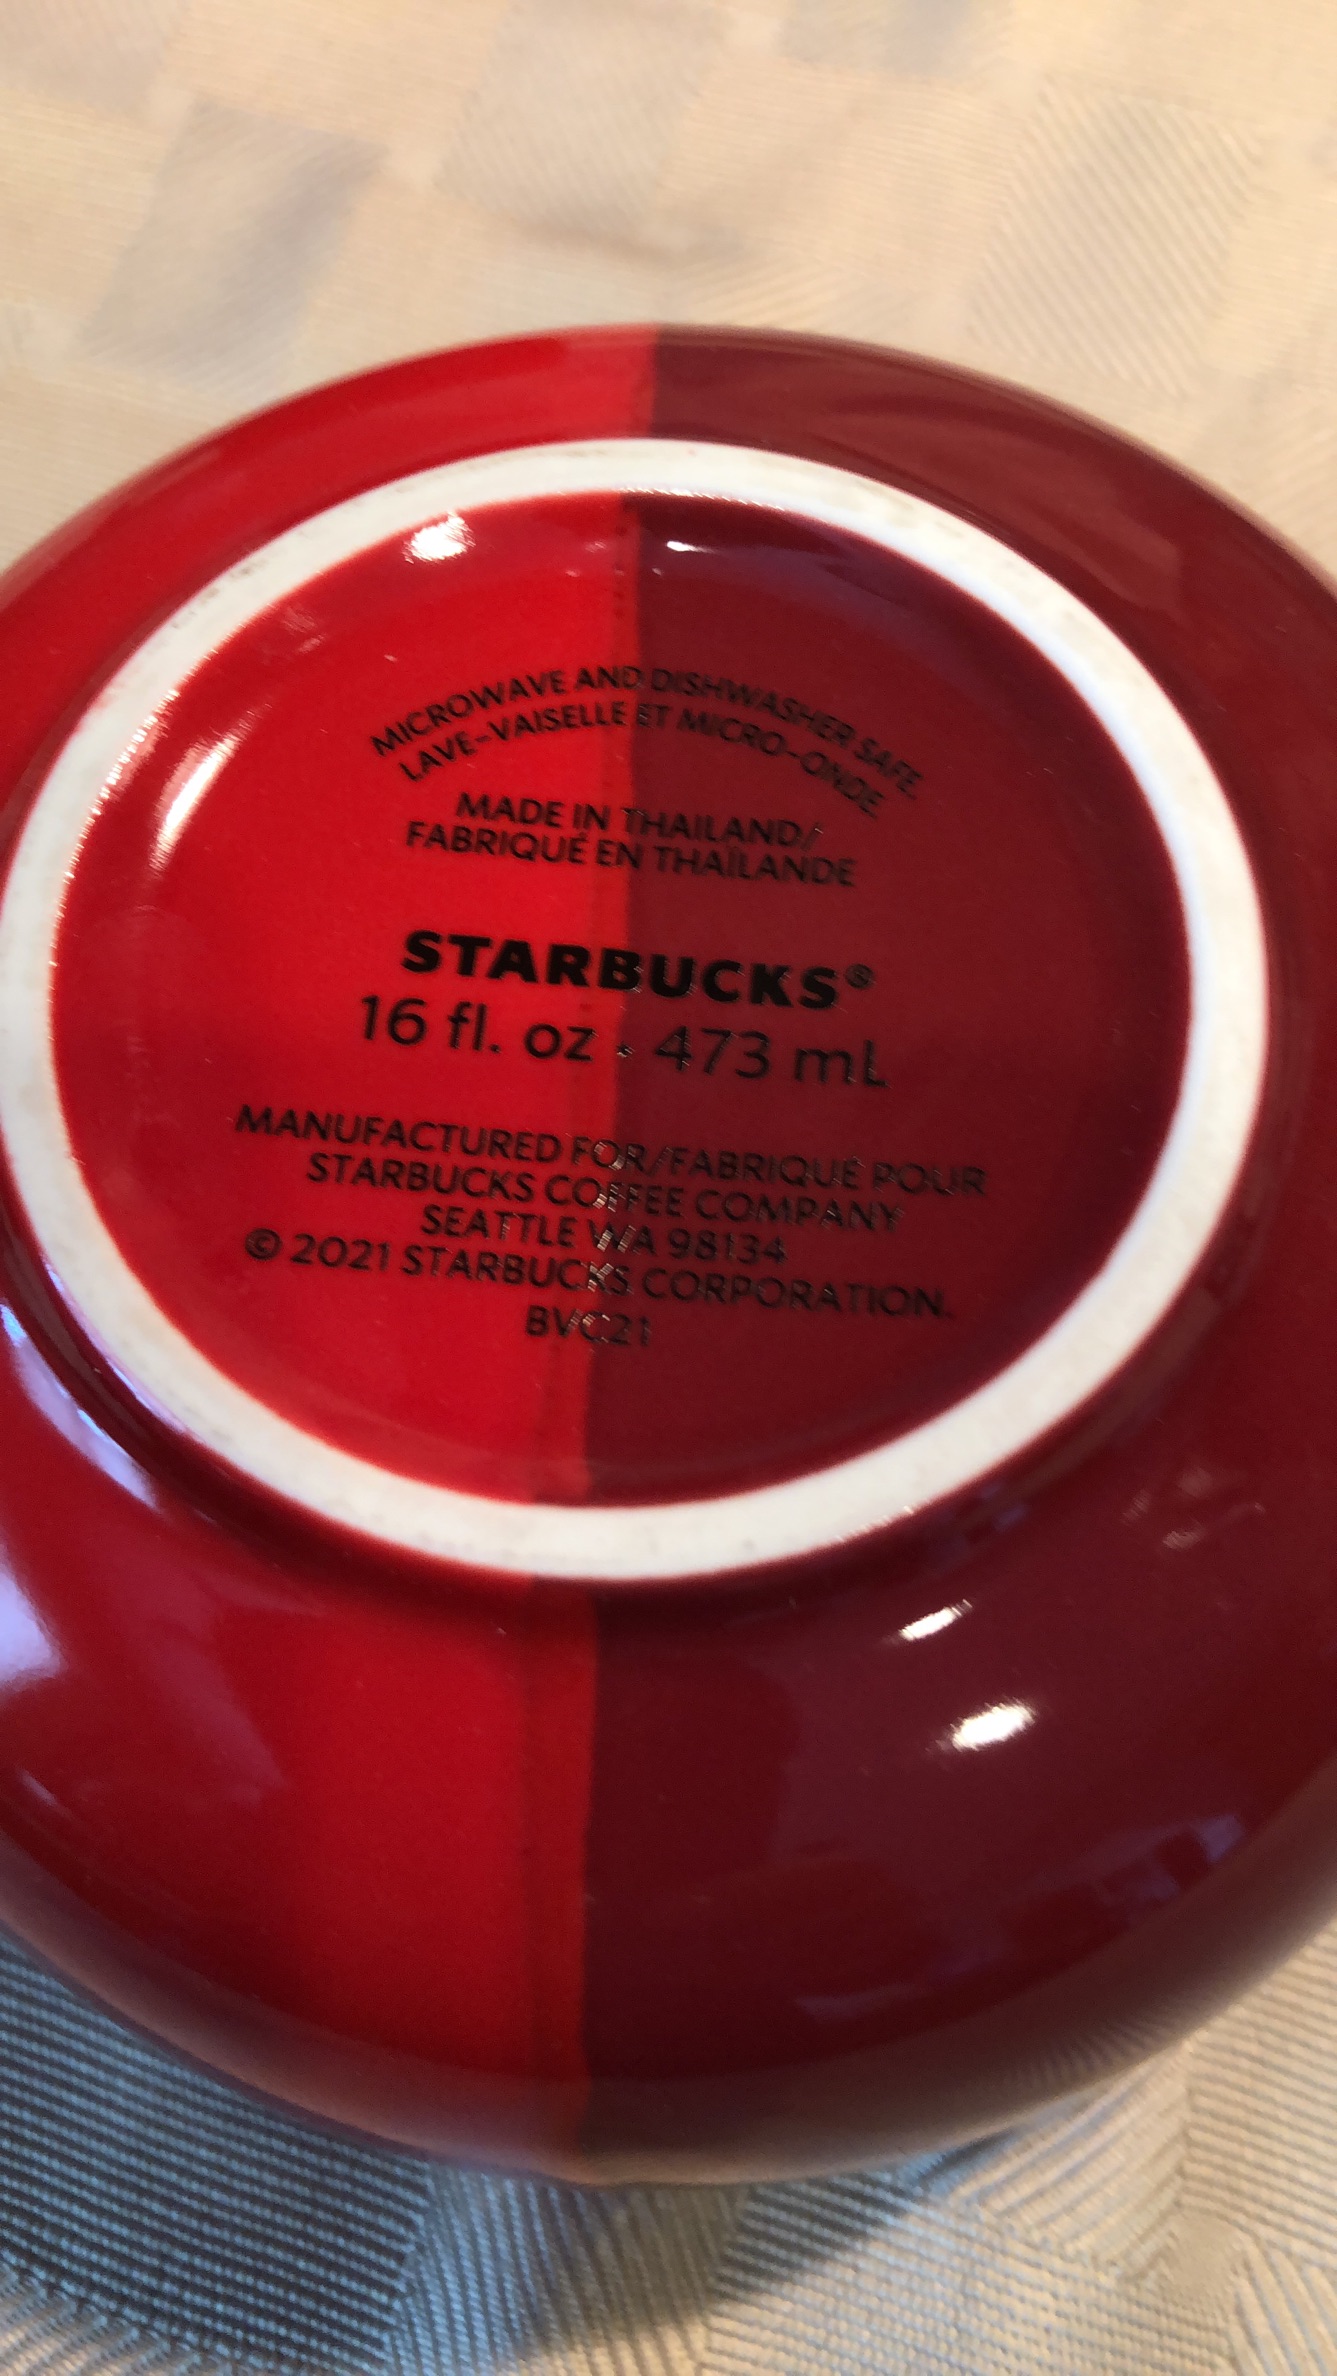 MICROWAVE AND DISHWASHER SAFE.
LAVE-VAISELLE ET MICRO-ONDE
MADE IN THAILAND/
FABRIQUÉ EN THAÏLANDE
STARBUCKS®
16 fl. oz . 473 mL
MANUFACTURED FOR/FABRIQUÉ POUR
STARBUCKS COFFEE COMPANY
SEATTLE WA 98134
© 2021 STARBUCKS CORPORATION.
BVC21